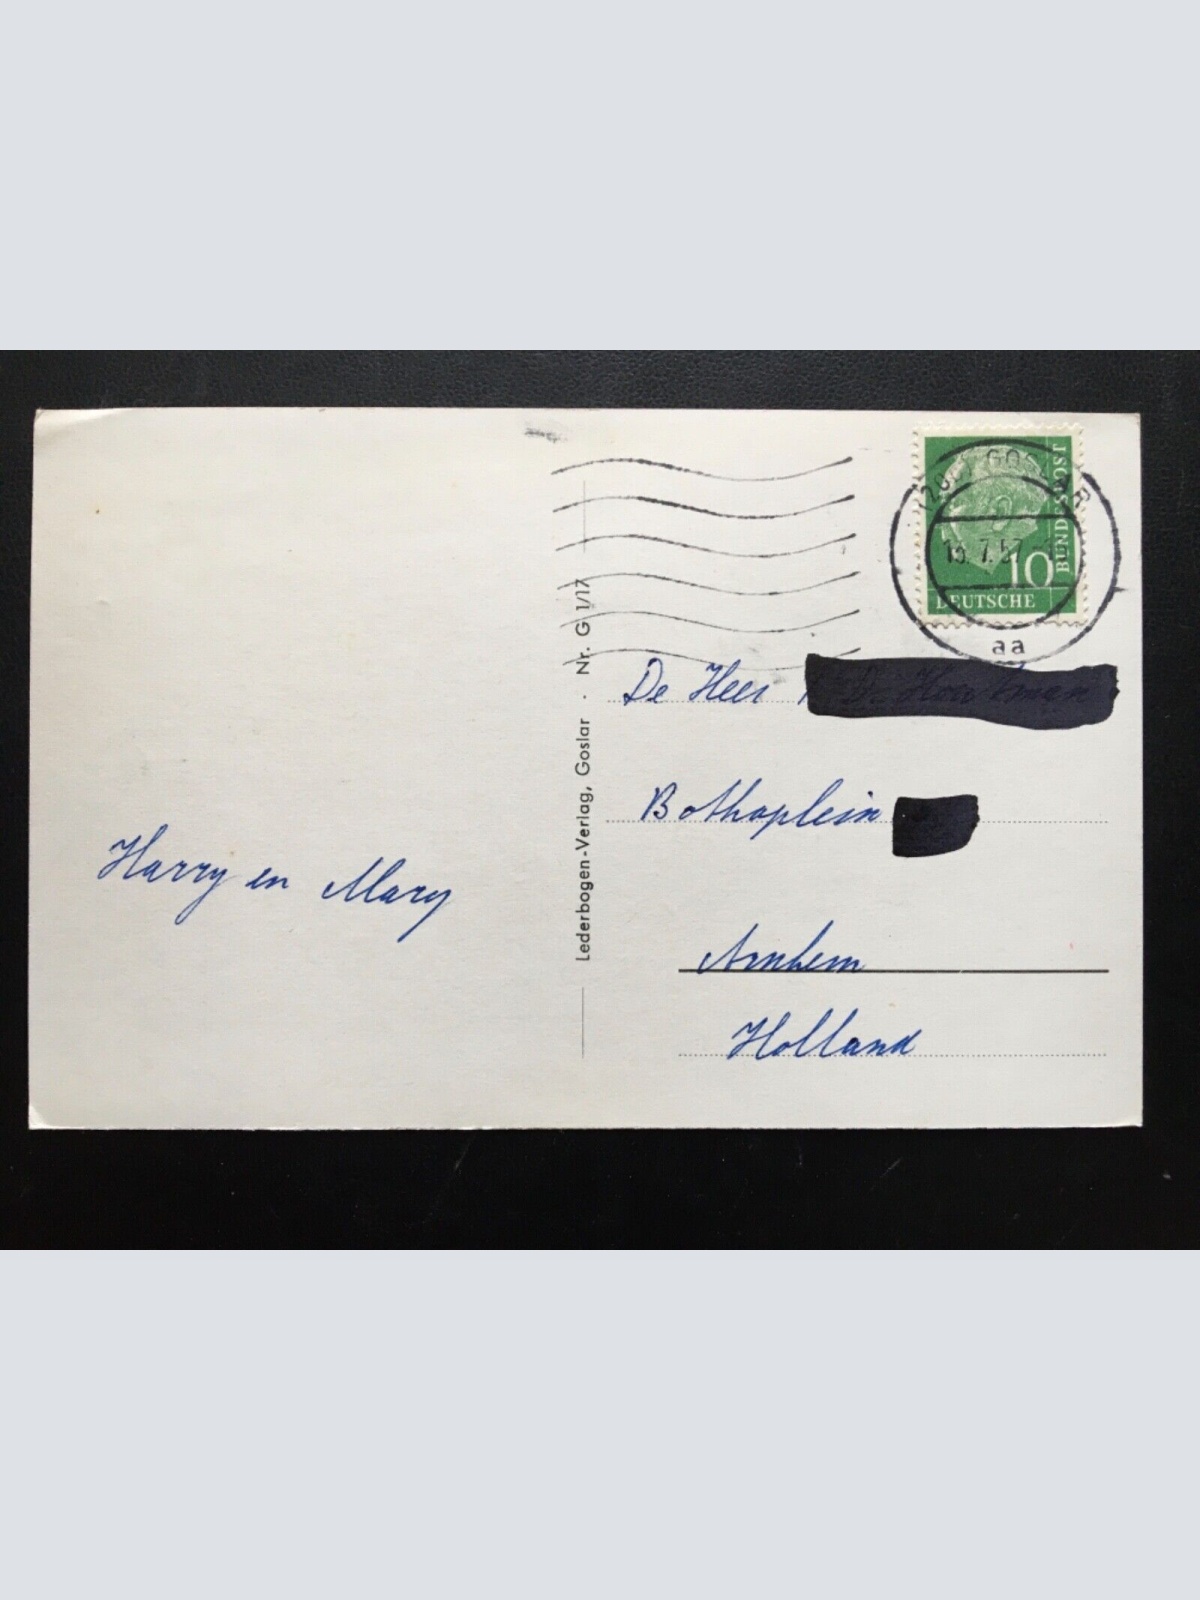 Harry en Mary
Lederbogen-Verlag, Goslar · Nr. G 1/17
GOSLAR
7. 57
aa
10
DEUTSCHE
BUNDESPOST
De Heer
Bothaplein
Arnhem
Holland